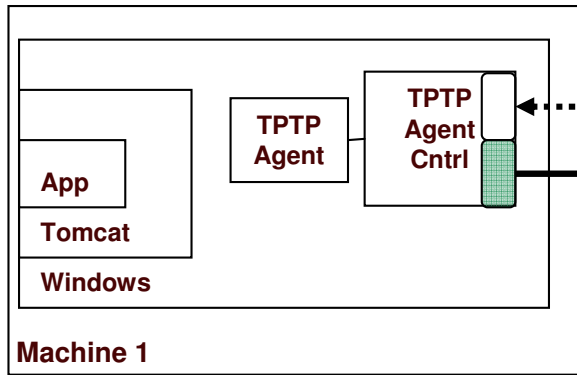 TPTP
Agent
Cntrl
TPTP
Agent
App
Tomcat
Windows
Machine 1